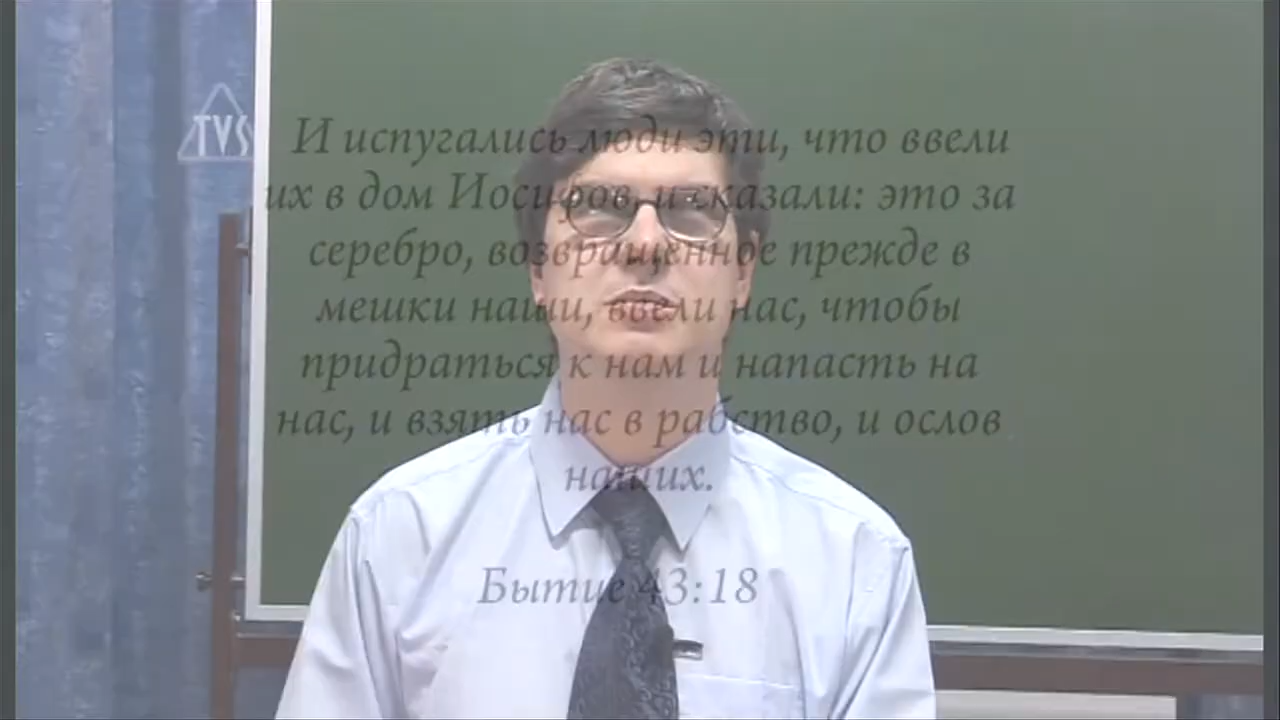 TVS
И испугались люди эти, что ввели
их в дом Иосифов, и сказали: это за
серебро, возвращенное прежде в
мешки наши, ввели нас, чтобы
придраться к нам и напасть на
нас, и взять нас в рабство, и ослов
наших.
Бытие 43:18